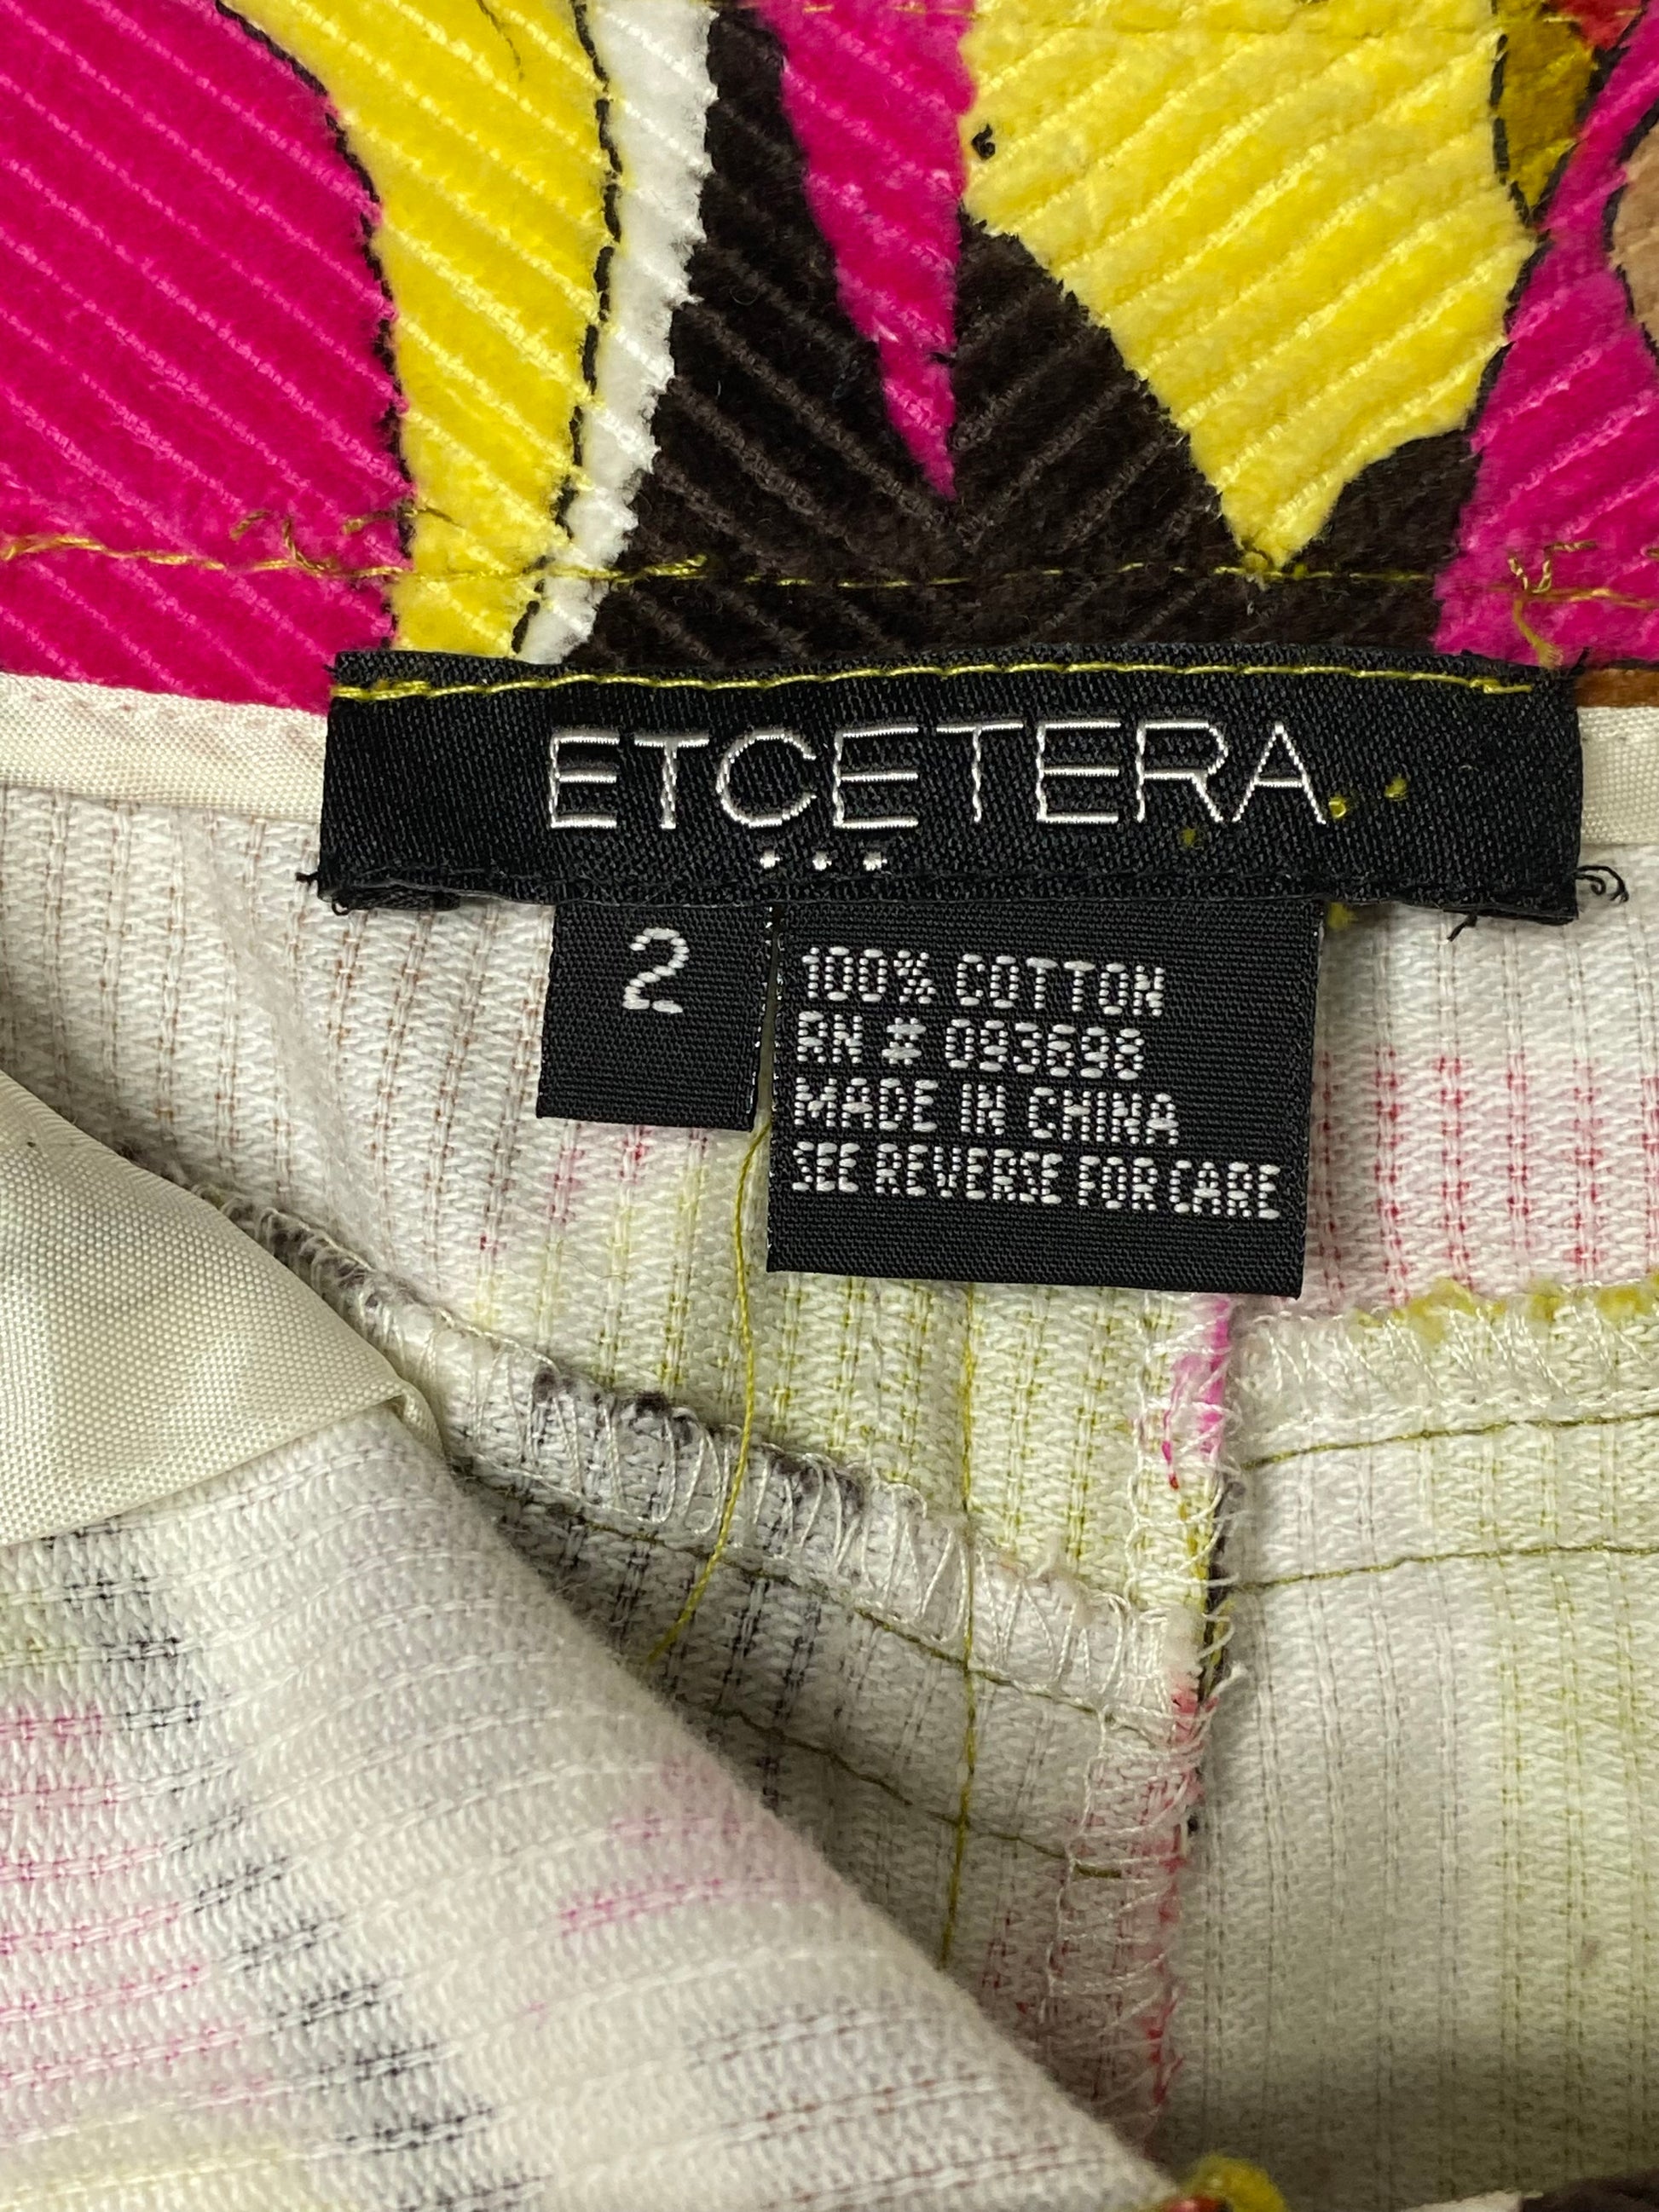 ETCETERA
...
2
100% COTTON
RN # 093698
MADE IN CHINA
SEE REVERSE FOR CARE